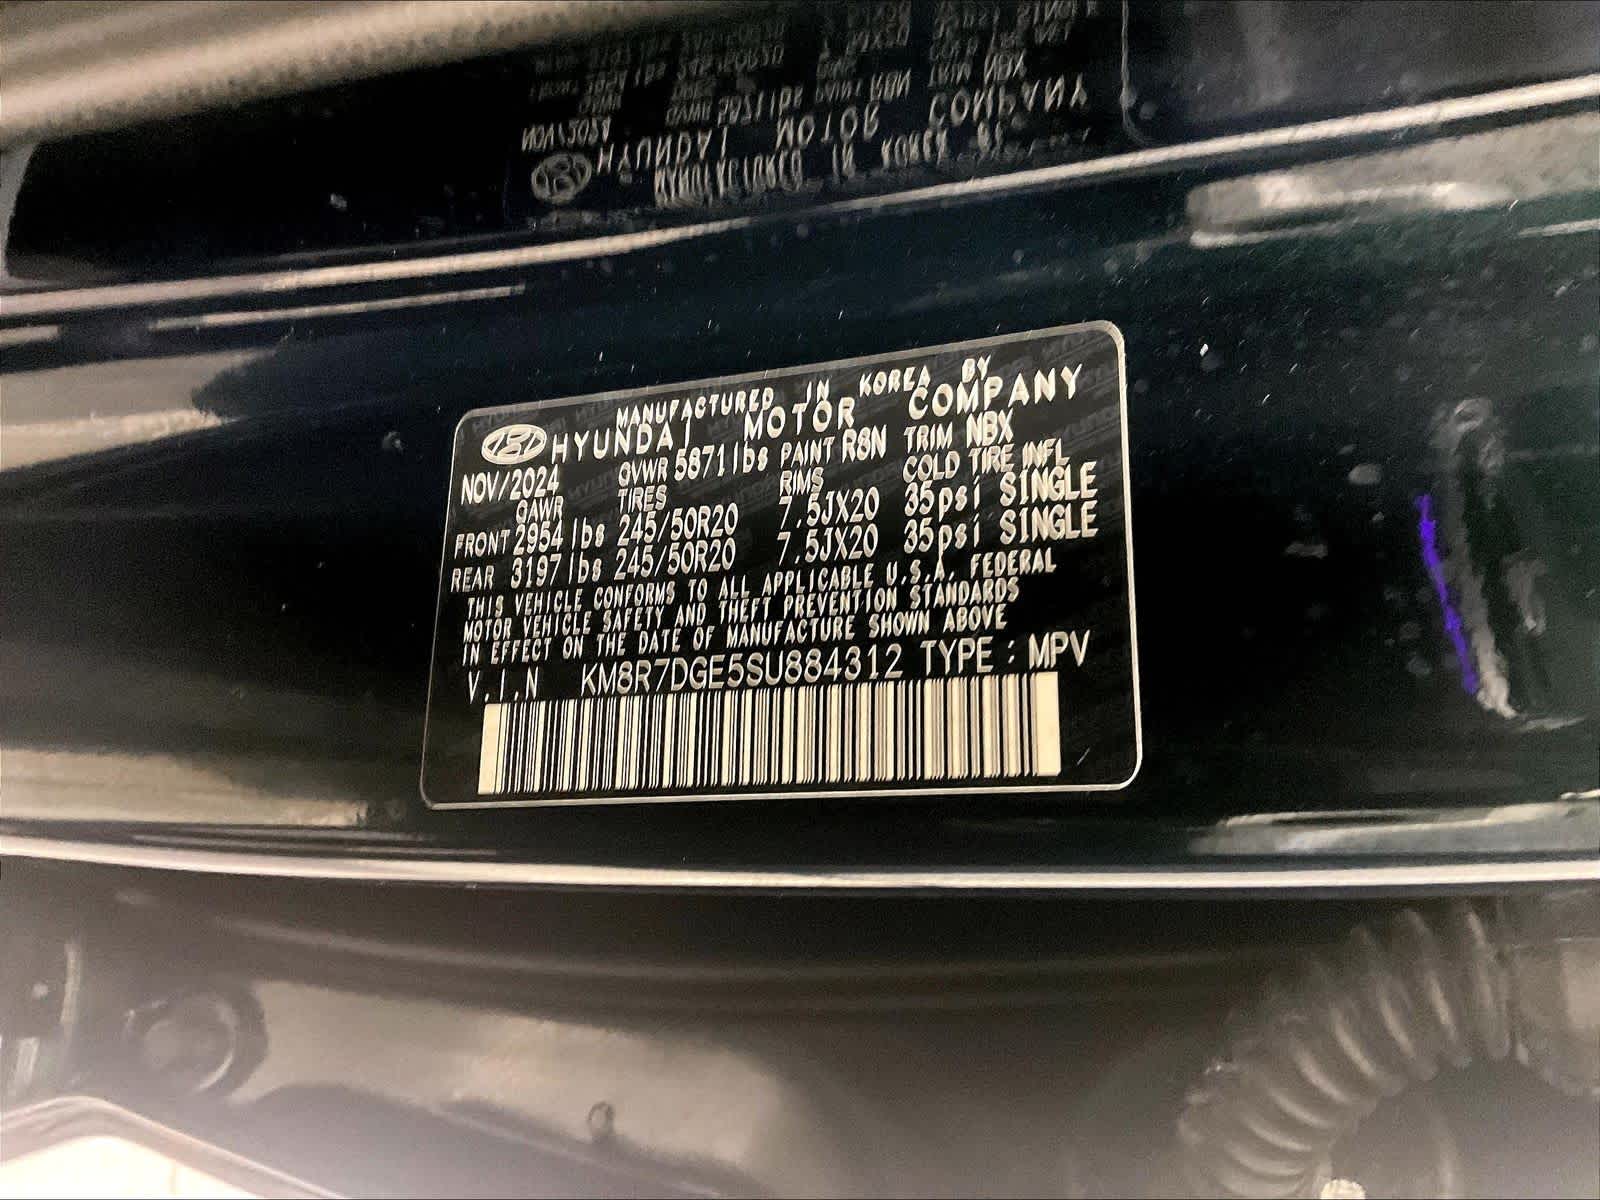 MANUFACTURED IN KOREA BY
HYUNDAI MOTOR COMPANY
NOV/2024 GVWR 5871lbs PAINT R8N TRIM NBX
GAWR TIRES RIMS COLD TIRE INFL
FRONT 2954lbs 245/50R20 7.5JX20 35psi SINGLE
REAR 3197lbs 245/50R20 7.5JX20 35psi SINGLE
THIS VEHICLE CONFORMS TO ALL APPLICABLE U.S.A. FEDERAL
MOTOR VEHICLE SAFETY AND THEFT PREVENTION STANDARDS
IN EFFECT ON THE DATE OF MANUFACTURE SHOWN ABOVE
V.I.N KM8R7DGE5SU884312 TYPE : MPV